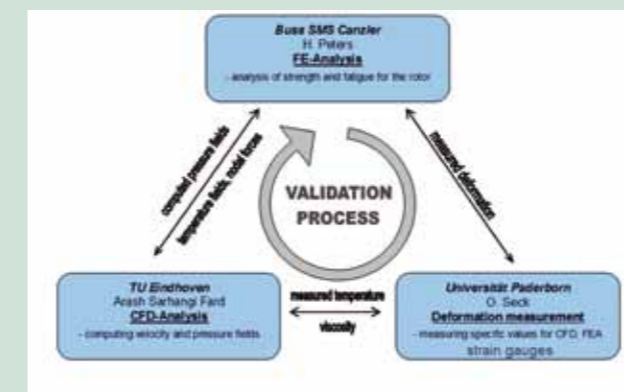 Buss SMS Canzler
H. Peters
FE-Analysis
- analysis of strength and fatigue for the rotor
computed pressure fields
temperature fields, nodal forces
measured deformation
VALIDATION
PROCESS
TU Eindhoven
Arash Sarhangi Fard
CFD-Analysis
- computing velocity and pressure fields
measured temperature
viscosity
Universität Paderborn
O. Seck
Deformation measurement
- measuring specific values for CFD, FEA
strain gauges